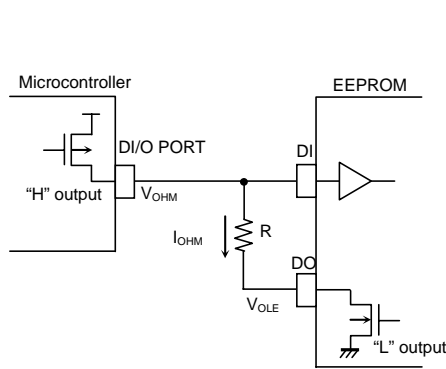 Microcontroller
EEPROM
DI/O PORT
DI
"H" output
VOHM
IOHM
R
DO
VOLE
"L" output